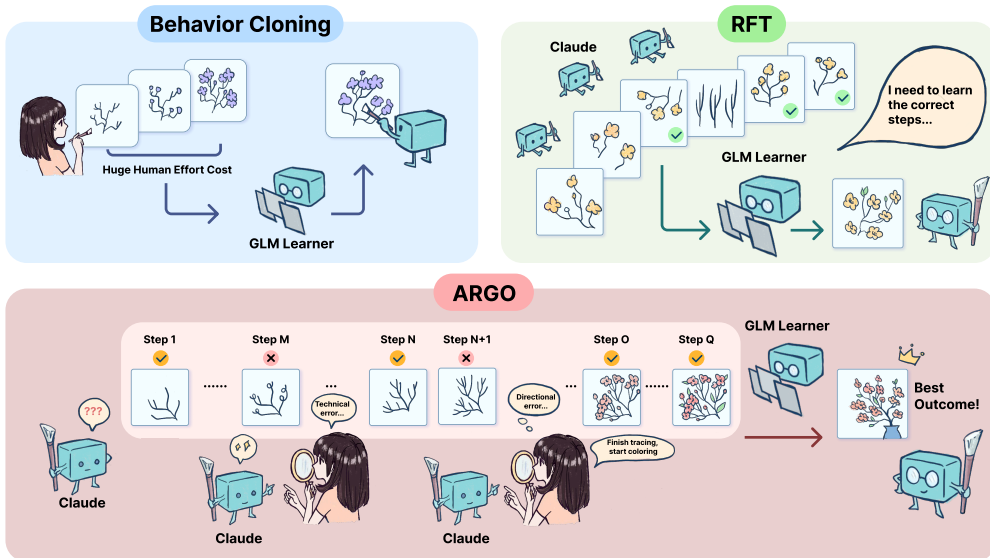 Behavior Cloning
Huge Human Effort Cost
GLM Learner
RFT
Claude
I need to learn
the correct
steps...
GLM Learner
ARGO
Step 1
Step M
Step N
Step N+1
Step O
Step Q
......
...
...
......
Technical
error...
Directional
error...
Finish tracing,
start coloring
???
Claude
Claude
Claude
GLM Learner
Best
Outcome!